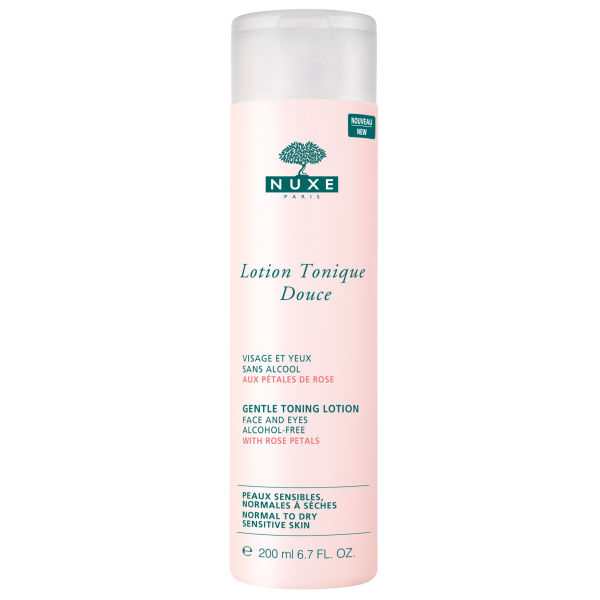 NOUVEAU
NEW
NUXE
PARIS
Lotion Tonique
Douce
VISAGE ET YEUX
SANS ALCOOL
AUX PÉTALES DE ROSE
GENTLE TONING LOTION
FACE AND EYES
ALCOHOL-FREE
WITH ROSE PETALS
PEAUX SENSIBLES,
NORMALES À SÈCHES
NORMAL TO DRY
SENSITIVE SKIN
℮ 200 ml 6.7 FL. OZ.